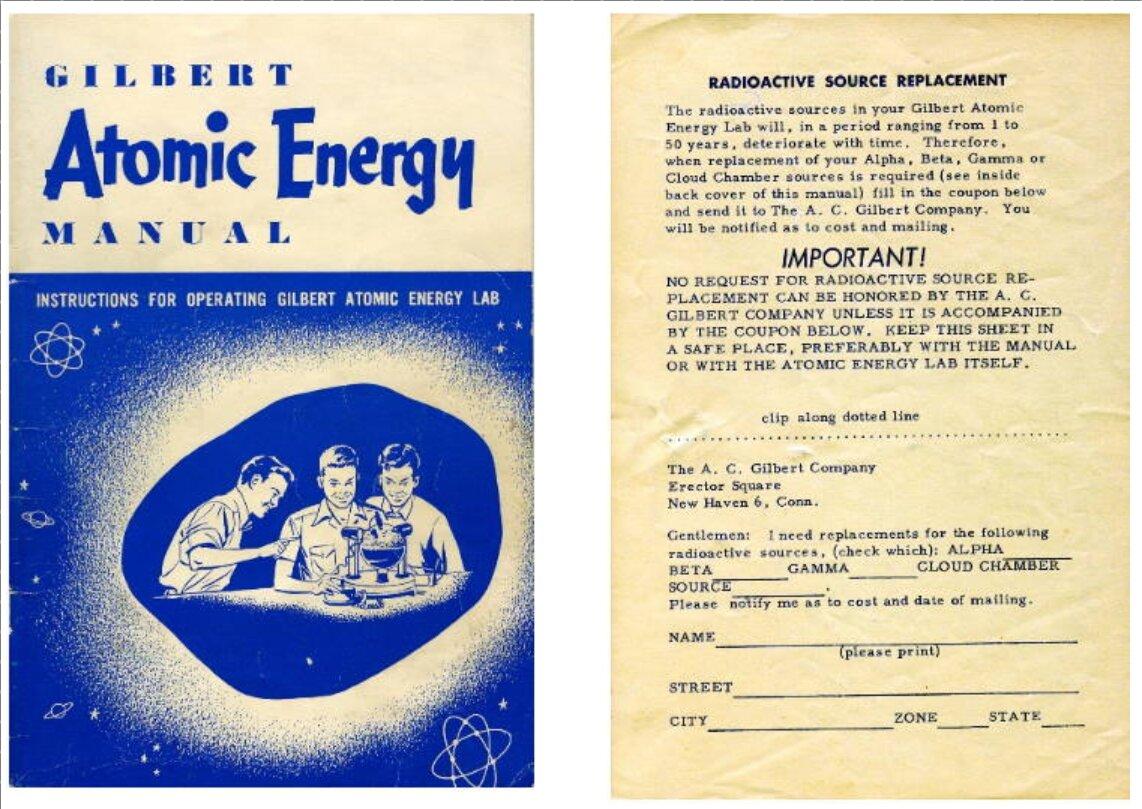 GILBERT
Atomic Energy
MANUAL
INSTRUCTIONS FOR OPERATING GILBERT ATOMIC ENERGY LAB
RADIOACTIVE SOURCE REPLACEMENT
The radioactive sources in your Gilbert Atomic
Energy Lab will, in a period ranging from 1 to
50 years, deteriorate with time. Therefore,
when replacement of your Alpha, Beta, Gamma or
Cloud Chamber sources is required (see inside
back cover of this manual) fill in the coupon below
and send it to The A. C. Gilbert Company. You
will be notified as to cost and mailing.
IMPORTANT!
NO REQUEST FOR RADIOACTIVE SOURCE RE-
PLACEMENT CAN BE HONORED BY THE A. C.
GILBERT COMPANY UNLESS IT IS ACCOMPANIED
BY THE COUPON BELOW. KEEP THIS SHEET IN
A SAFE PLACE, PREFERABLY WITH THE MANUAL
OR WITH THE ATOMIC ENERGY LAB ITSELF.
clip along dotted line
The A. C. Gilbert Company
Erector Square
New Haven 6, Conn.
Gentlemen: I need replacements for the following
radioactive sources, (check which): ALPHA
BETA GAMMA CLOUD CHAMBER
SOURCE .
Please notify me as to cost and date of mailing.
NAME
(please print)
STREET
CITY ZONE STATE